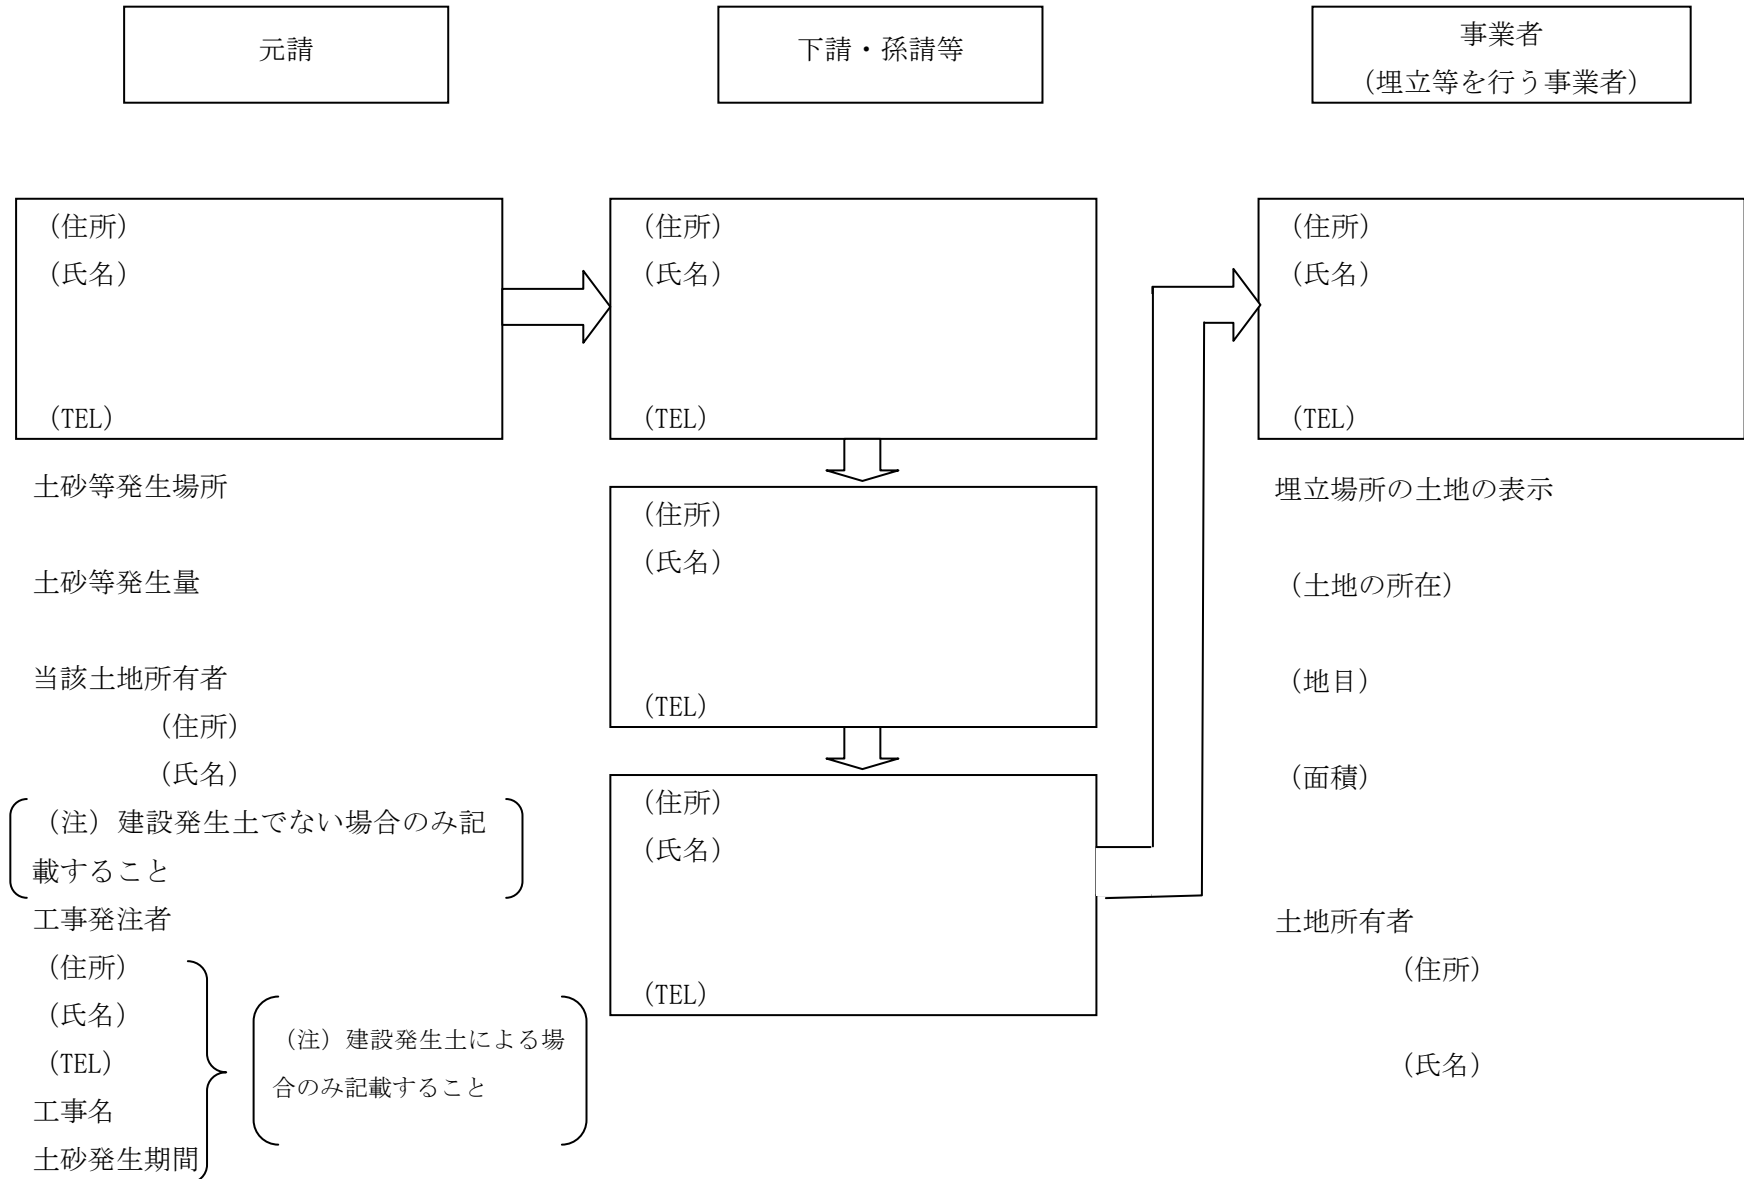 元請
下請・孫請等
事業者
（埋立等を行う事業者）
（住所）
（氏名）
（TEL）
土砂等発生場所
土砂等発生量
当該土地所有者
（住所）
（氏名）
（注）建設発生土でない場合のみ記
載すること
工事発注者
（住所）
（氏名）
（TEL）
工事名
土砂発生期間
（注）建設発生土による場
合のみ記載すること
（住所）
（氏名）
（TEL）
（住所）
（氏名）
（TEL）
（住所）
（氏名）
（TEL）
（住所）
（氏名）
（TEL）
埋立場所の土地の表示
（土地の所在）
（地目）
（面積）
土地所有者
（住所）
（氏名）